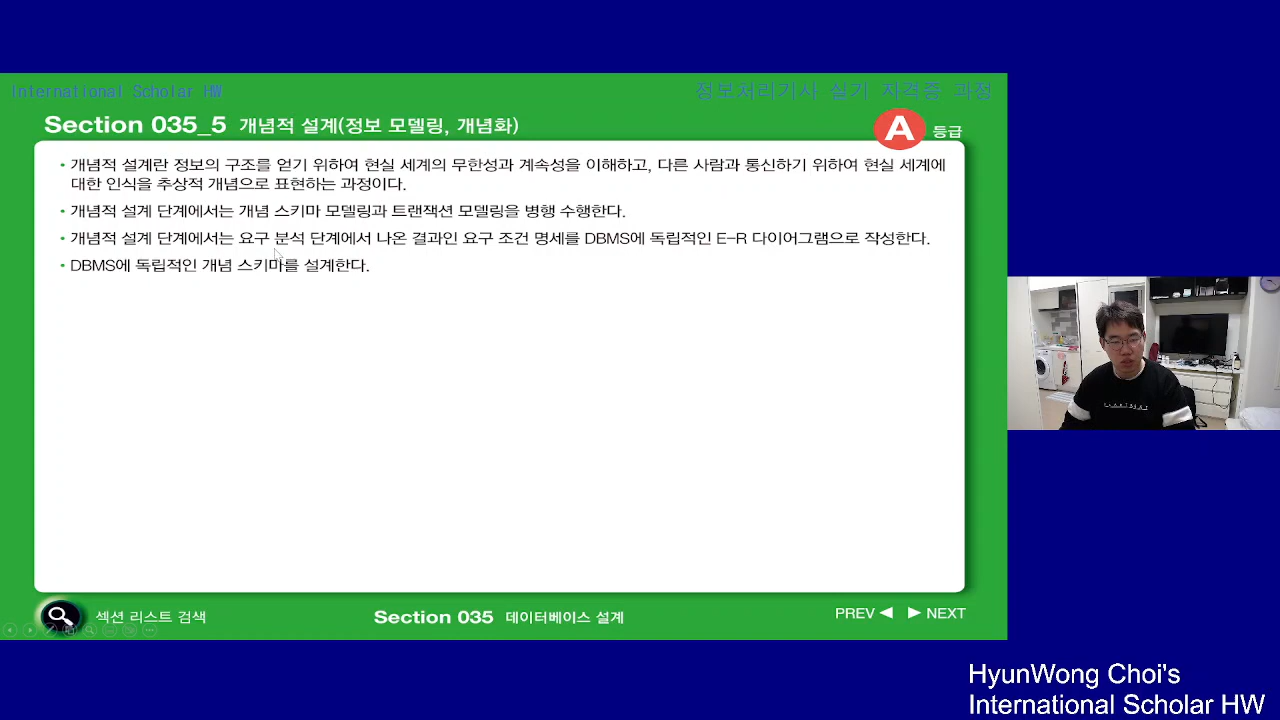 International Scholar HW
정보처리기사 실기 자격증 과정
Section 035_5 개념적 설계(정보 모델링, 개념화)
A 등급
• 개념적 설계란 정보의 구조를 얻기 위하여 현실 세계의 무한성과 계속성을 이해하고, 다른 사람과 통신하기 위하여 현실 세계에
대한 인식을 추상적 개념으로 표현하는 과정이다.
• 개념적 설계 단계에서는 개념 스키마 모델링과 트랜잭션 모델링을 병행 수행한다.
• 개념적 설계 단계에서는 요구 분석 단계에서 나온 결과인 요구 조건 명세를 DBMS에 독립적인 E-R 다이어그램으로 작성한다.
• DBMS에 독립적인 개념 스키마를 설계한다.
섹션 리스트 검색
Section 035 데이터베이스 설계
PREV ◀ ▶ NEXT
HyunWong Choi's
International Scholar HW